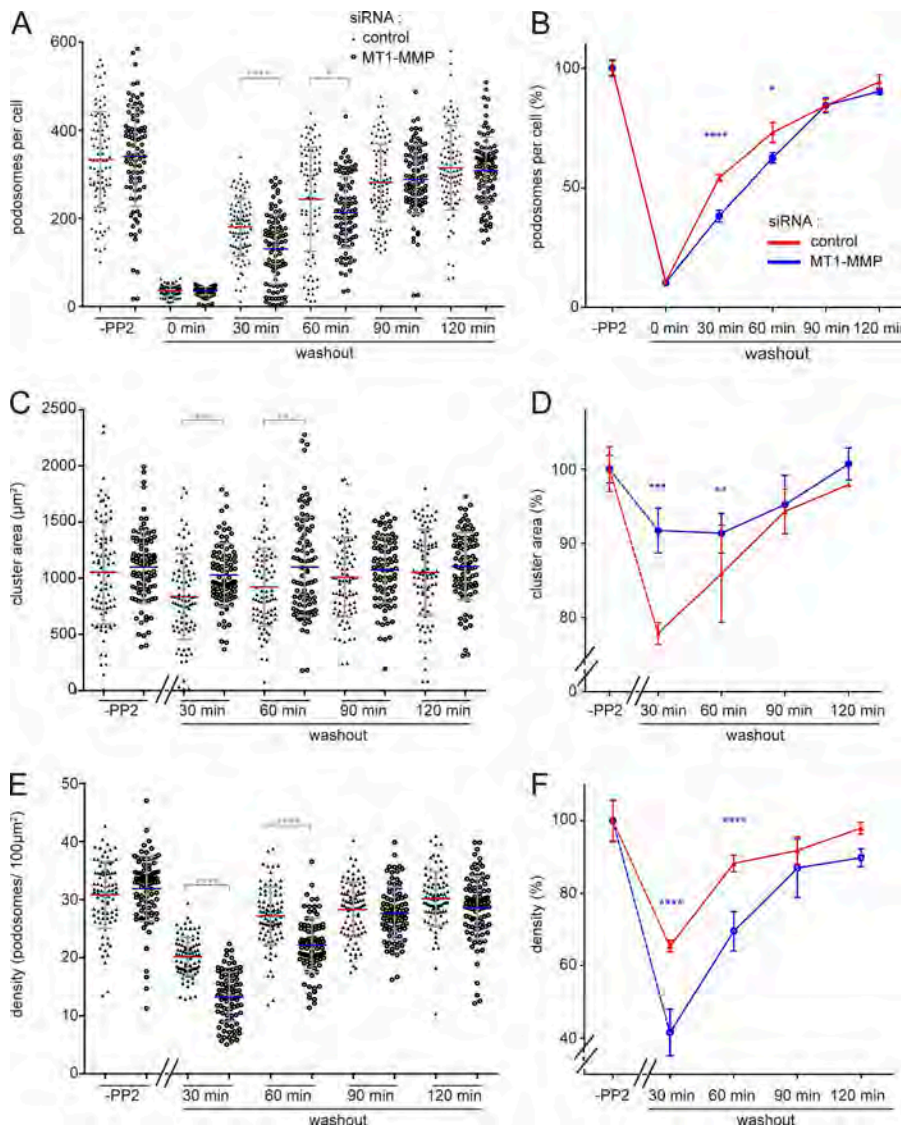 A
siRNA :
control
MT1-MMP
podosomes per cell
600
400
200
0
****
*
-PP2
0 min
30 min
60 min
90 min
120 min
washout
B
podosomes per cell (%)
100
50
0
****
*
siRNA :
control
MT1-MMP
-PP2
0 min
30 min
60 min
90 min
120 min
washout
C
cluster area (µm²)
2500
2000
1500
1000
500
0
***
**
-PP2
30 min
60 min
90 min
120 min
washout
D
cluster area (%)
100
90
80
0
***
**
-PP2
30 min
60 min
90 min
120 min
washout
E
density (podosomes/ 100µm²)
50
40
30
20
10
0
****
****
-PP2
30 min
60 min
90 min
120 min
washout
F
density (%)
100
80
60
40
0
****
****
-PP2
30 min
60 min
90 min
120 min
washout